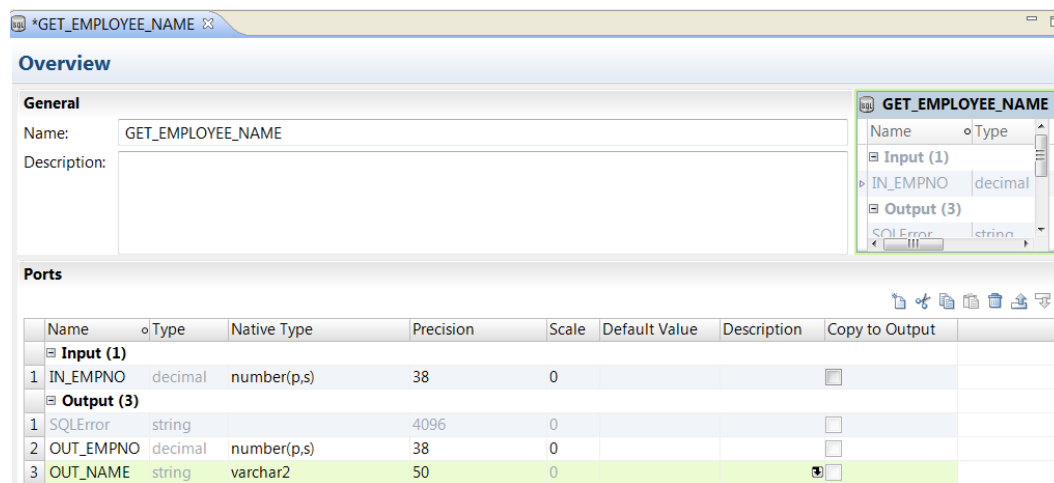 *GET_EMPLOYEE_NAME
Overview
General
Name: GET_EMPLOYEE_NAME
Description:
GET_EMPLOYEE_NAME
Name Type
Input (1)
IN_EMPNO decimal
Output (3)
SQLError string
Ports
Name Type Native Type Precision Scale Default Value Description Copy to Output
Input (1)
1 IN_EMPNO decimal number(p,s) 38 0
Output (3)
1 SQLError string 4096 0
2 OUT_EMPNO decimal number(p,s) 38 0
3 OUT_NAME string varchar2 50 0